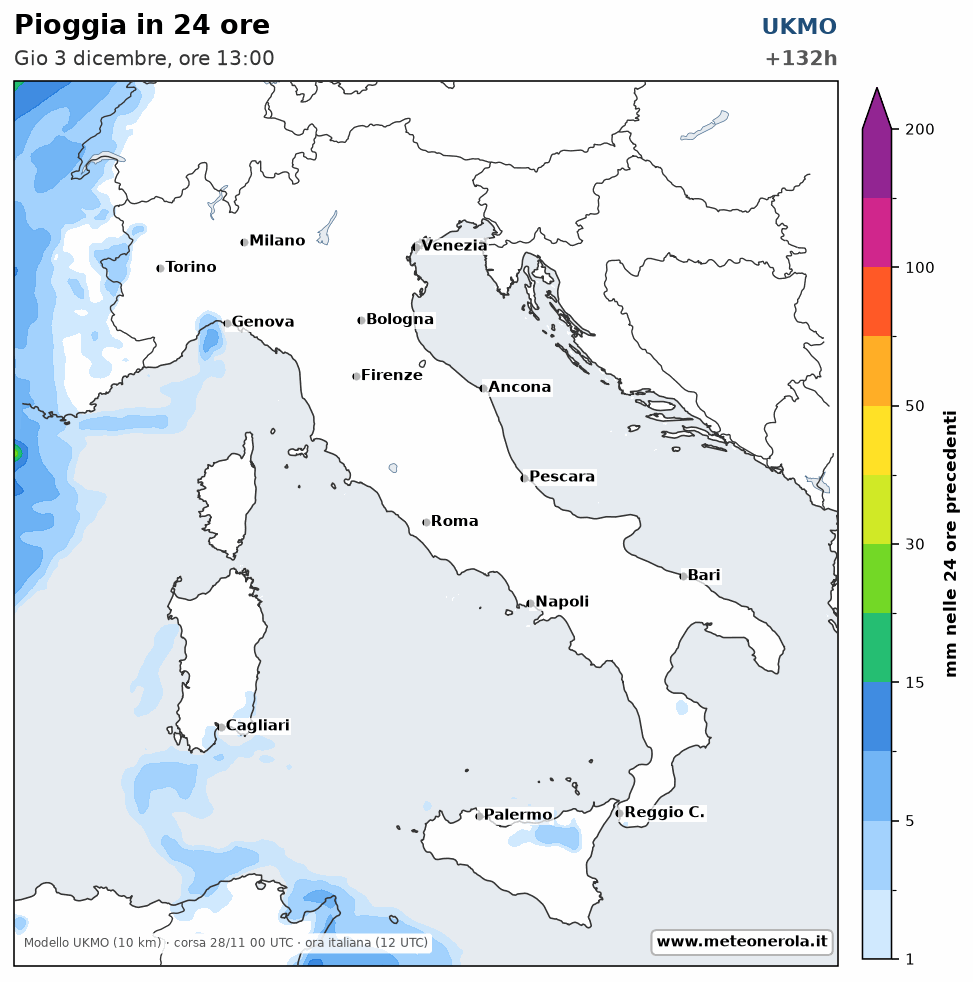 Pioggia in 24 ore
UKMO
Gio 3 dicembre, ore 13:00
+132h
200
100
50
30
15
5
1
mm nelle 24 ore precedenti
Milano
Venezia
Torino
Genova
Bologna
Firenze
Ancona
Pescara
Roma
Bari
Napoli
Cagliari
Palermo
Reggio C.
Modello UKMO (10 km) · corsa 28/11 00 UTC · ora italiana (12 UTC)
www.meteonerola.it